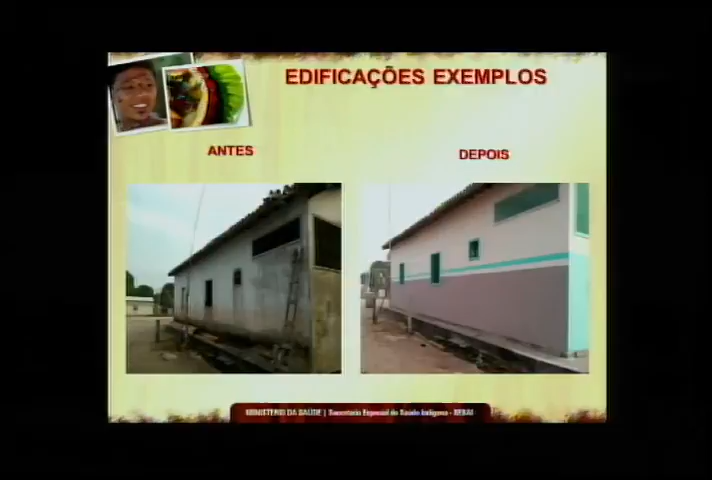 EDIFICAÇÕES EXEMPLOS
ANTES
DEPOIS
MINISTÉRIO DA SAÚDE | Secretaria Especial de Saúde Indígena - SESAI